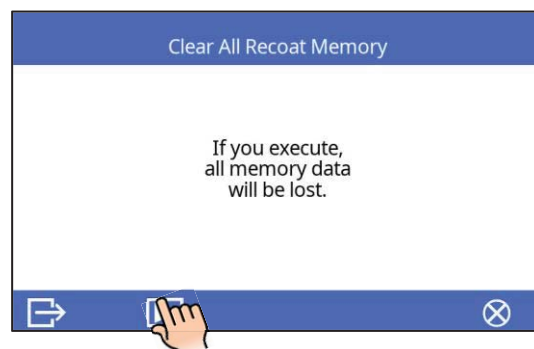 Clear All Recoat Memory
If you execute,
all memory data
will be lost.